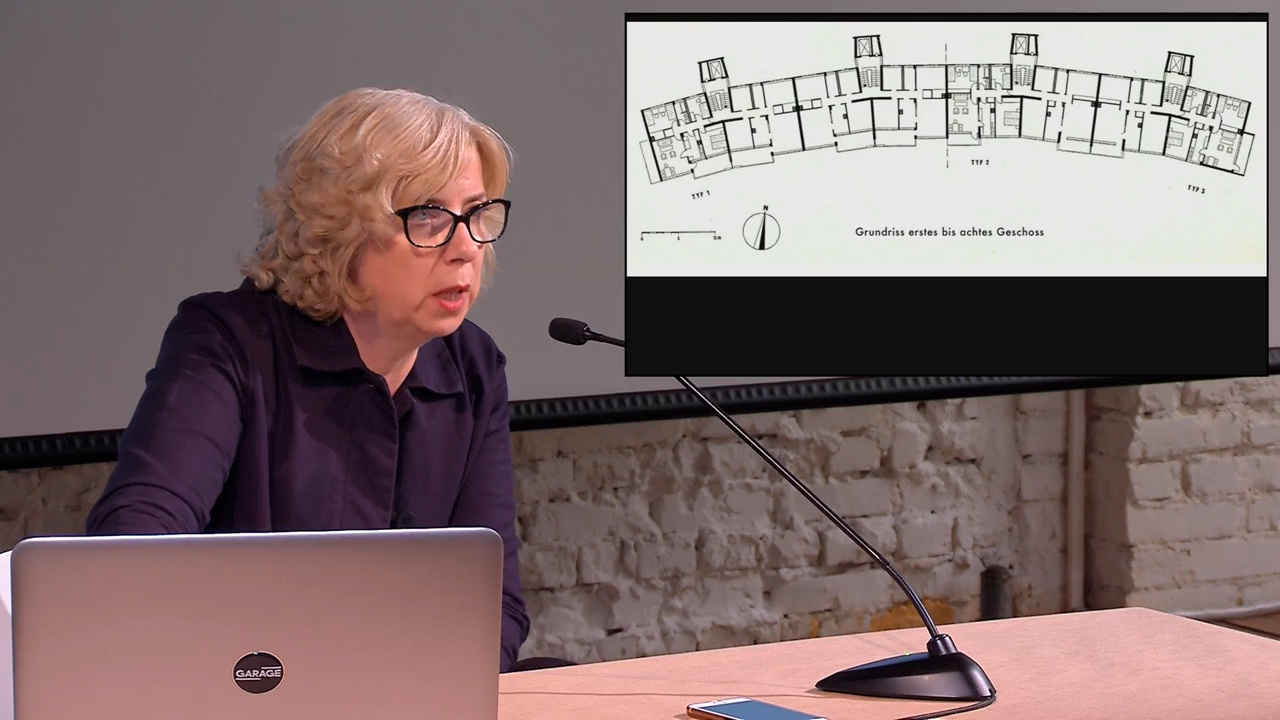 N
TYP 1
TYP 2
TYP 3
Grundriss erstes bis achtes Geschoss
GARAGE